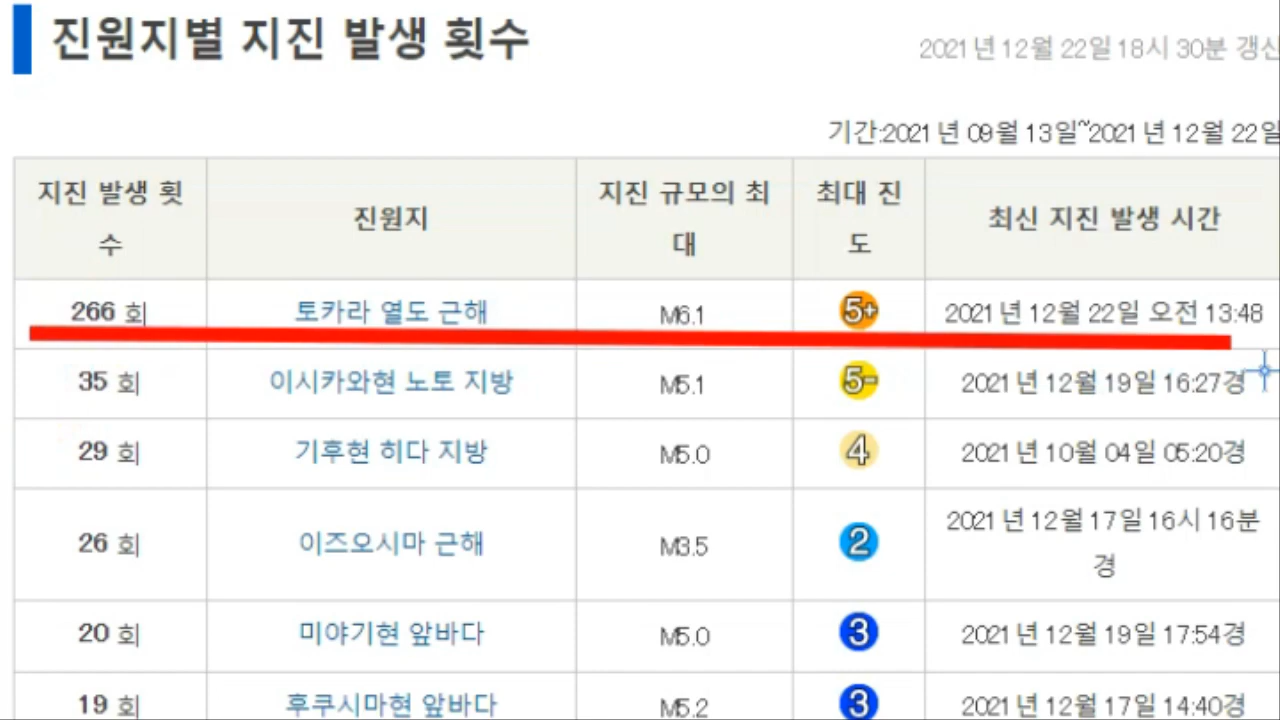 진원지별 지진 발생 횟수
2021년 12월 22일 18시 30분 갱신
기간:2021년 09월 13일~2021년 12월 22일
지진 발생 횟수 진원지 지진 규모의 최대 최대 진도 최신 지진 발생 시간
266 회 토카라 열도 근해 M6.1 5+ 2021년 12월 22일 오전 13:48
35 회 이시카와현 노토 지방 M5.1 5- 2021년 12월 19일 16:27경
29 회 기후현 히다 지방 M5.0 4 2021년 10월 04일 05:20경
26 회 이즈오시마 근해 M3.5 2 2021년 12월 17일 16시 16분경
20 회 미야기현 앞바다 M5.0 3 2021년 12월 19일 17:54경
19 회 후쿠시마현 앞바다 M5.2 3 2021년 12월 17일 14:40경